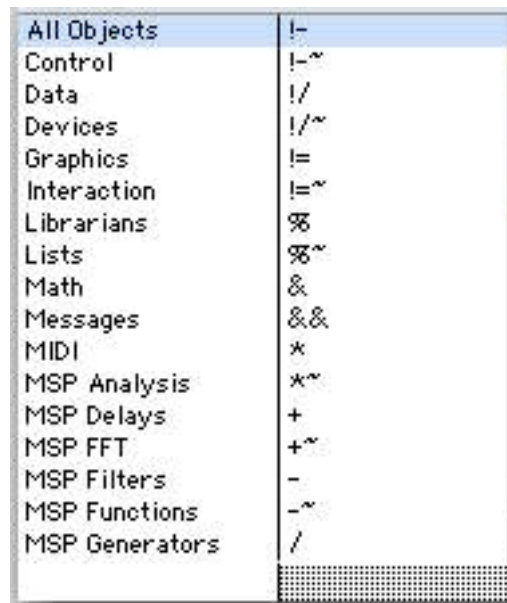 All Objects !-
Control !-~
Data !/
Devices !/~
Graphics !=
Interaction !=~
Librarians %
Lists %~
Math &
Messages &&
MIDI *
MSP Analysis *~
MSP Delays +
MSP FFT +~
MSP Filters -
MSP Functions -~
MSP Generators /